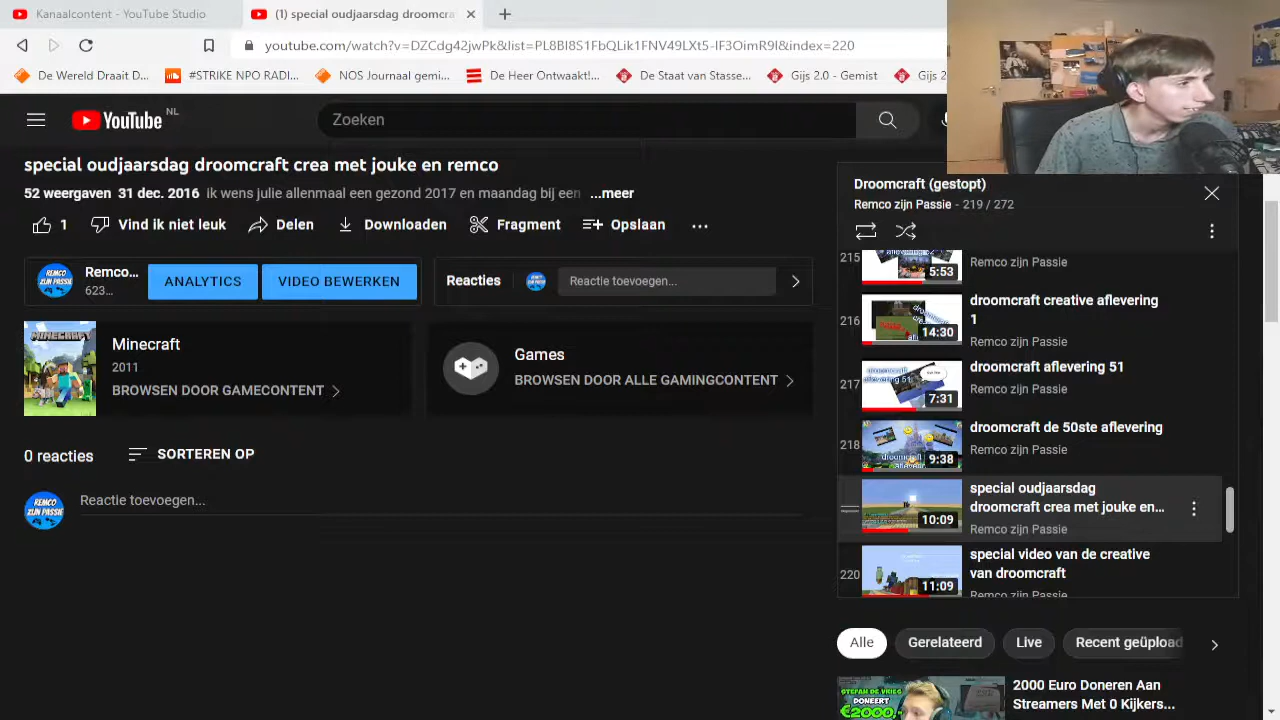 Kanaalcontent - YouTube Studio
(1) special oudjaarsdag droomcra
youtube.com/watch?v=DZCdg42jwPk&list=PL8BI8S1FbQLik1FNV49LXt5-IF3OimR9I&index=220
De Wereld Draait D...
#STRIKE NPO RADI...
NOS Journaal gemi...
De Heer Ontwaakt!...
De Staat van Stasse...
Gijs 2.0 - Gemist
Gijs 2
YouTube NL
Zoeken
special oudjaarsdag droomcraft crea met jouke en remco
52 weergaven 31 dec. 2016 ik wens julie allenmaal een gezond 2017 en maandag bij een ...meer
1
Vind ik niet leuk
Delen
Downloaden
Fragment
Opslaan
Remco...
623...
ANALYTICS
VIDEO BEWERKEN
Reacties
Reactie toevoegen...
Minecraft
2011
BROWSEN DOOR GAMECONTENT
Games
BROWSEN DOOR ALLE GAMINGCONTENT
0 reacties
SORTEREN OP
REMCO
ZIJN
PASSIE
Reactie toevoegen...
Droomcraft (gestopt)
Remco zijn Passie - 219 / 272
215
5:53
Remco zijn Passie
216
14:30
droomcraft creative aflevering
1
Remco zijn Passie
217
7:31
droomcraft aflevering 51
Remco zijn Passie
218
9:38
droomcraft de 50ste aflevering
Remco zijn Passie
10:09
special oudjaarsdag
droomcraft crea met jouke en...
Remco zijn Passie
220
11:09
special video van de creative
van droomcraft
Remco zijn Passie
Alle
Gerelateerd
Live
Recent geüpload
STEFAN DE VRIES
DONEERT
€2000,-
2000 Euro Doneren Aan
Streamers Met 0 Kijkers...